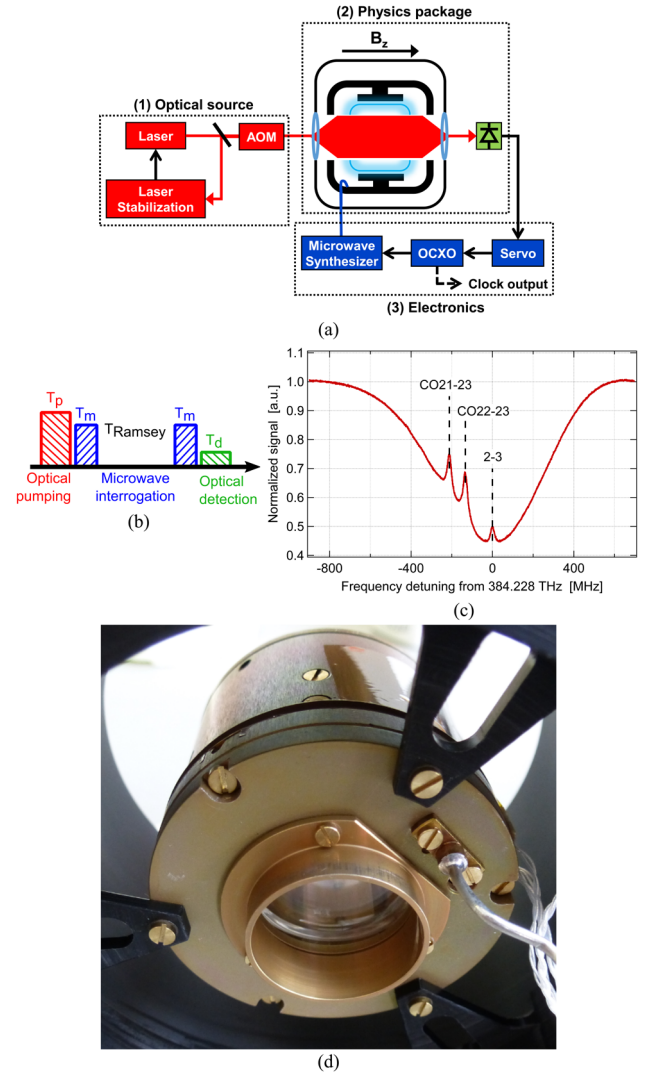 (2) Physics package
Bz
(1) Optical source
Laser
AOM
Laser
Stabilization
Microwave
Synthesizer
OCXO
Servo
Clock output
(3) Electronics
(a)
Tp
Tm
TRamsey
Tm
Td
Optical
pumping
Microwave
interrogation
Optical
detection
(b)
Normalized signal [a.u.]
1.1
1.0
0.9
0.8
0.7
0.6
0.5
0.4
CO21-23
CO22-23
2-3
-800
-400
0
400
Frequency detuning from 384.228 THz [MHz]
(c)
(d)